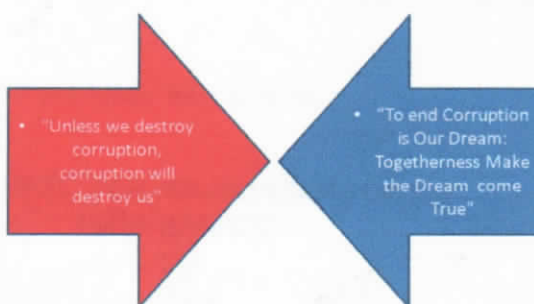 • "Unless we destroy
corruption,
corruption will
destroy us"
• "To end Corruption
is Our Dream:
Togetherness Make
the Dream come
True"